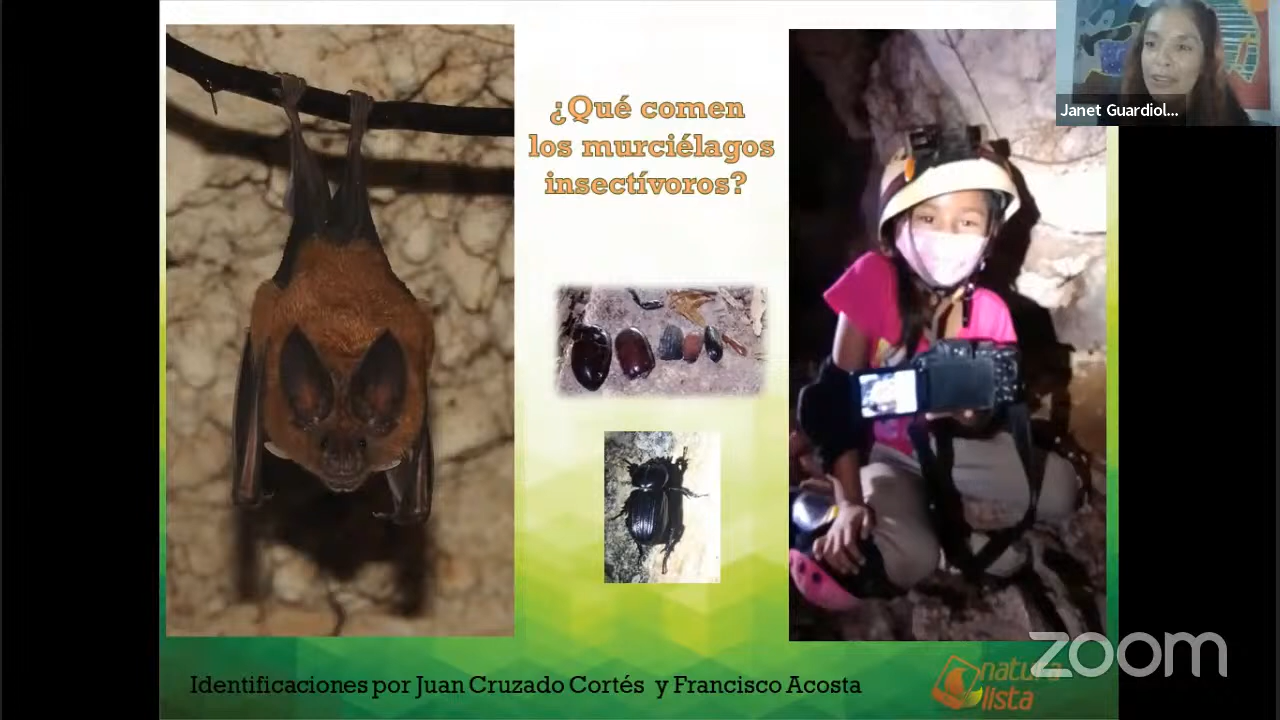 ¿Qué comen
los murciélagos
insectívoros?
Janet Guardiol...
Identificaciones por Juan Cruzado Cortés y Francisco Acosta
natura
lista
zoom